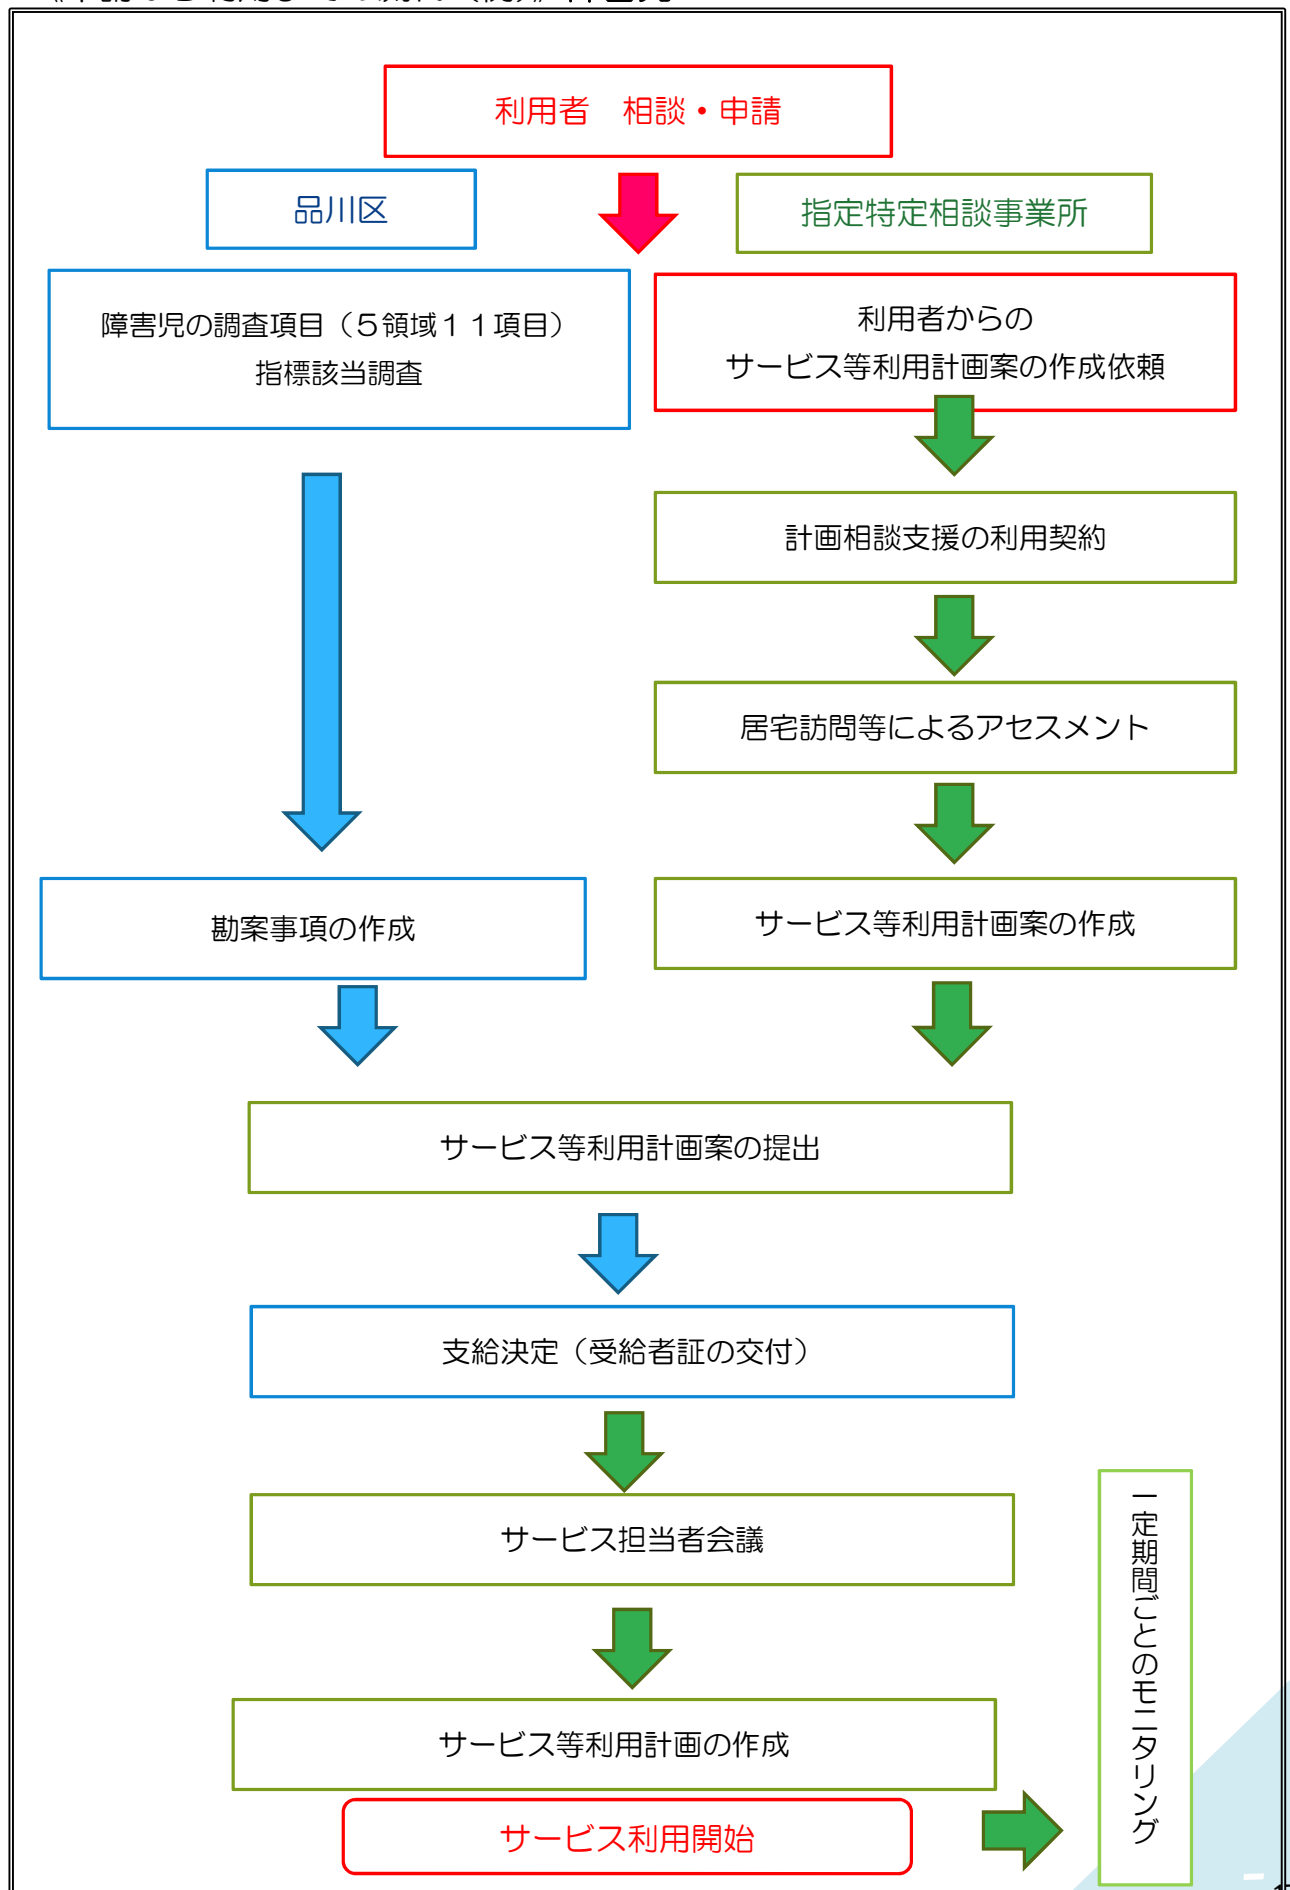 利用者　相談・申請
品川区
指定特定相談事業所
障害児の調査項目（５領域１１項目）
指標該当調査
利用者からの
サービス等利用計画案の作成依頼
計画相談支援の利用契約
居宅訪問等によるアセスメント
勘案事項の作成
サービス等利用計画案の作成
サービス等利用計画案の提出
支給決定（受給者証の交付）
サービス担当者会議
サービス等利用計画の作成
サービス利用開始
一定期間ごとのモニタリング